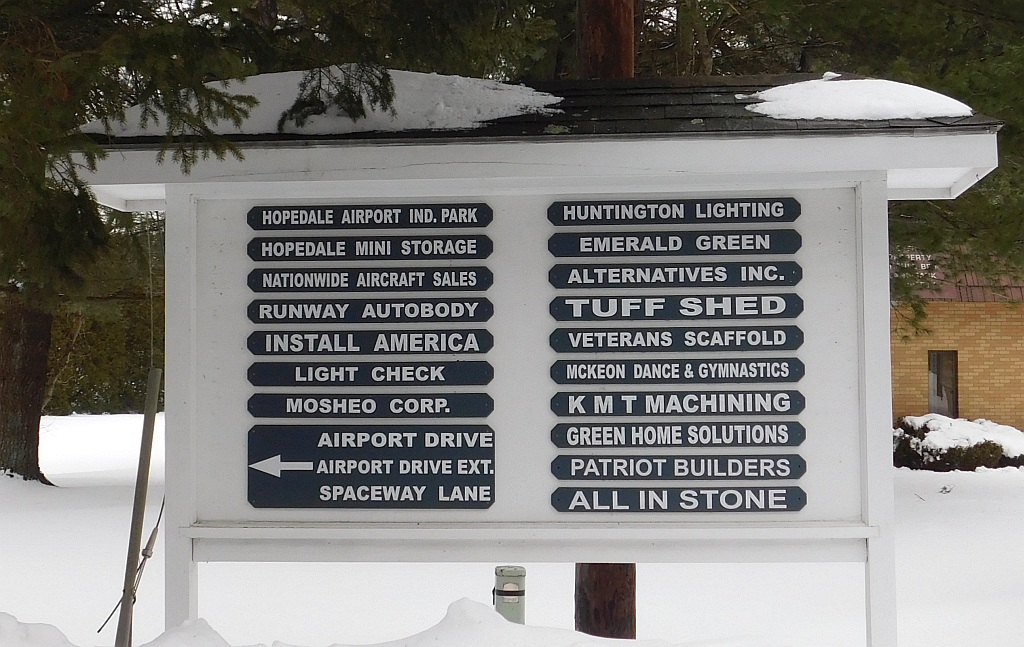 HOPEDALE AIRPORT IND. PARK
HOPEDALE MINI STORAGE
NATIONWIDE AIRCRAFT SALES
RUNWAY AUTOBODY
INSTALL AMERICA
LIGHT CHECK
MOSHEO CORP.
AIRPORT DRIVE
AIRPORT DRIVE EXT.
SPACEWAY LANE
HUNTINGTON LIGHTING
EMERALD GREEN
ALTERNATIVES INC.
TUFF SHED
VETERANS SCAFFOLD
MCKEON DANCE & GYMNASTICS
K M T MACHINING
GREEN HOME SOLUTIONS
PATRIOT BUILDERS
ALL IN STONE